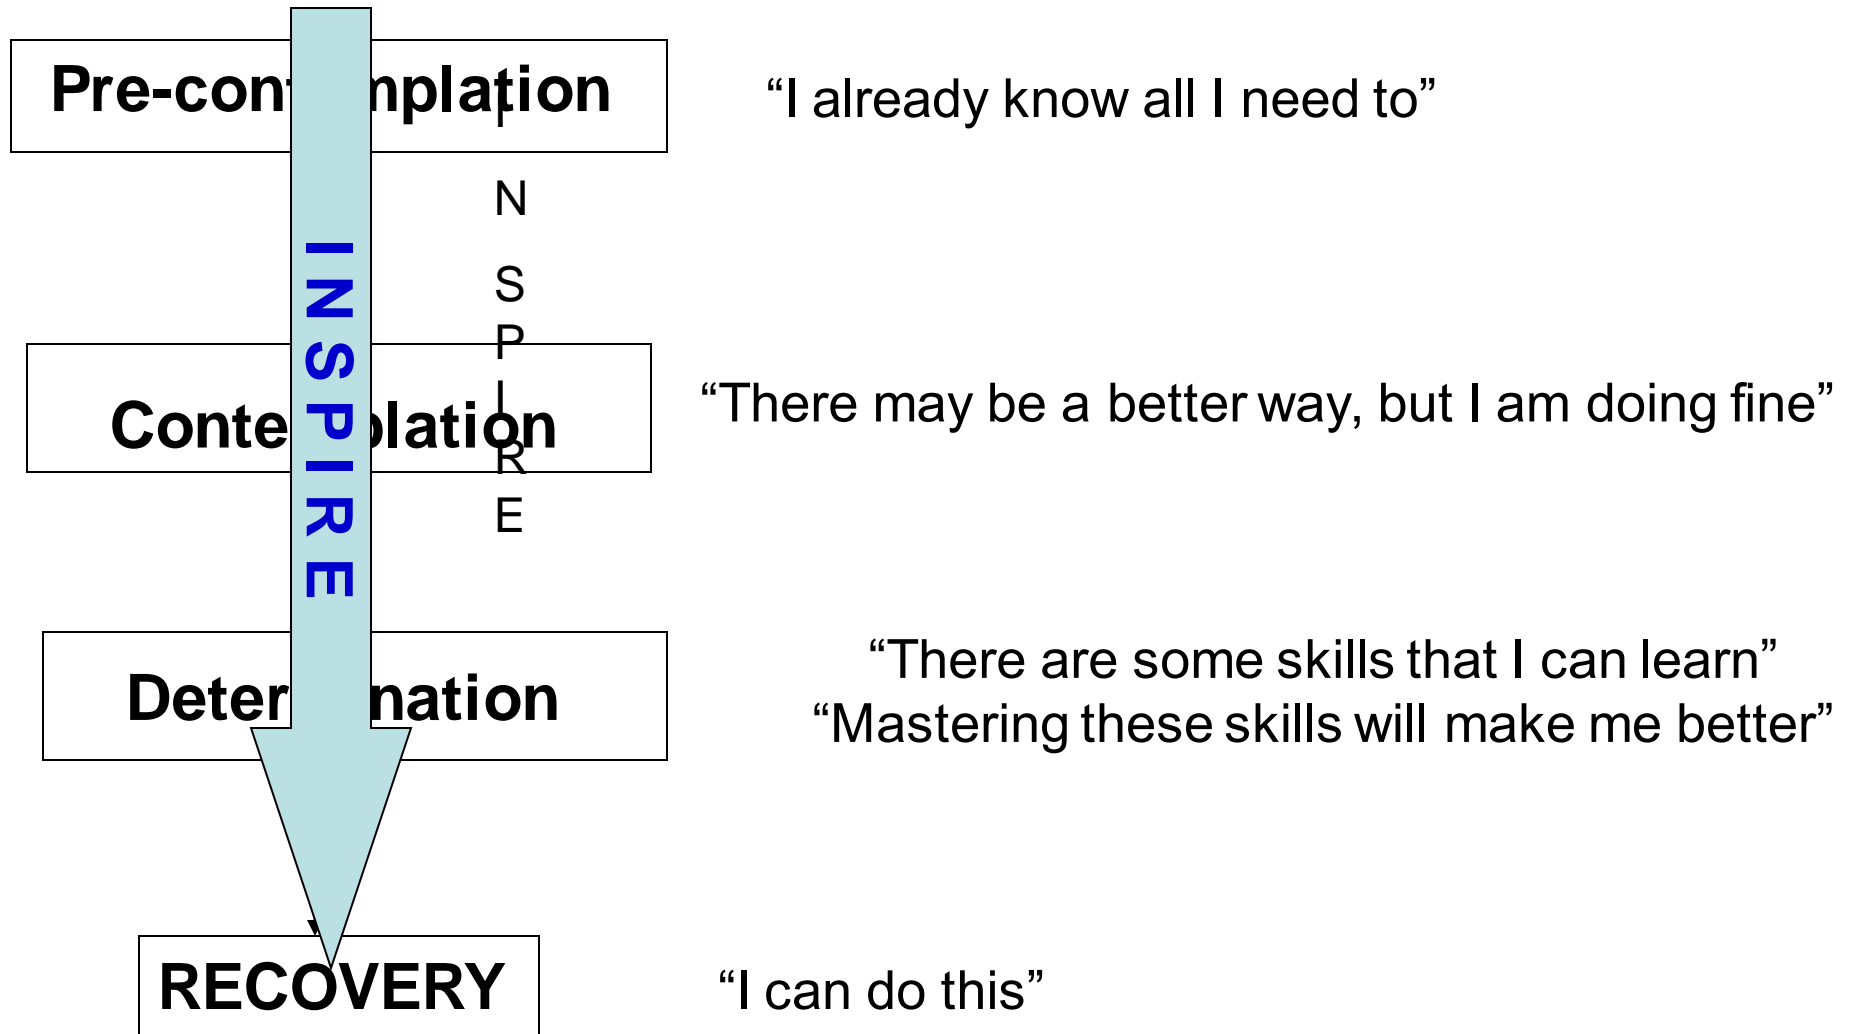 Pre-contemplation
“I already know all I need to”
I
N
S
P
I
R
E
I N S P I R E
Contemplation
“There may be a better way, but I am doing fine”
Determination
“There are some skills that I can learn”
“Mastering these skills will make me better”
RECOVERY
“I can do this”